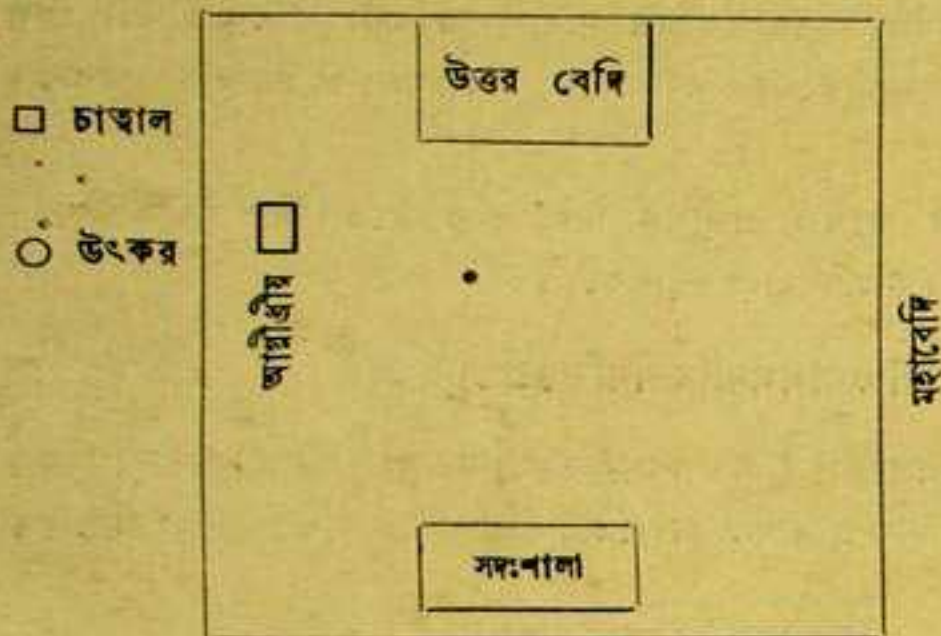 উত্তর বেদি
চাত্বাল
উৎকর
আগ্নীধ্রীয়
মহাবেদি
সদঃশালা